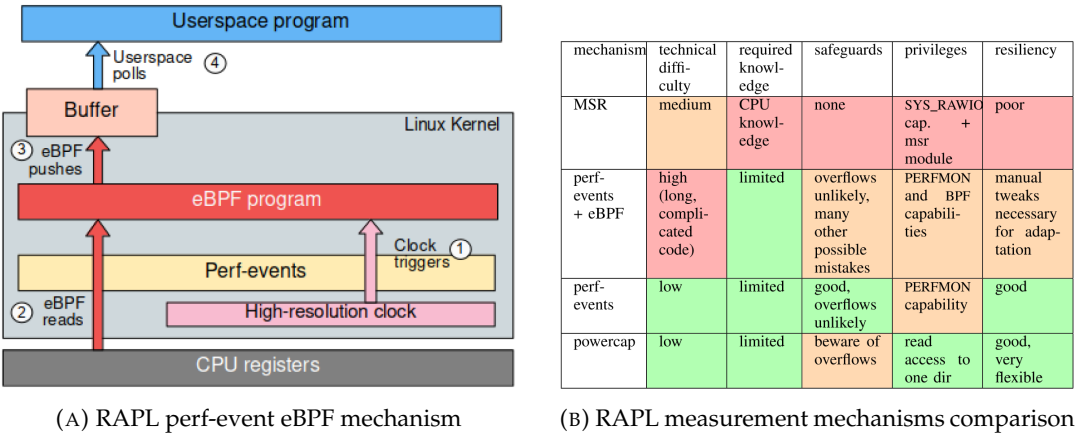 Userspace program
Userspace
polls
4
Buffer
Linux Kernel
3
eBPF
pushes
eBPF program
Clock
triggers
1
Perf-events
2
eBPF
reads
High-resolution clock
CPU registers
(A) RAPL perf-event eBPF mechanism
mechanism
technical
diffi-
culty
required
knowl-
edge
safeguards
privileges
resiliency
MSR
medium
CPU
knowl-
edge
none
SYS_RAWIO
cap. +
msr
module
poor
perf-
events
+ eBPF
high
(long,
compli-
cated
code)
limited
overflows
unlikely,
many
other
possible
mistakes
PERFMON
and BPF
capabili-
ties
manual
tweaks
necessary
for adap-
tation
perf-
events
low
limited
good,
overflows
unlikely
PERFMON
capability
good
powercap
low
limited
beware of
overflows
read
access to
one dir
good,
very
flexible
(B) RAPL measurement mechanisms comparison